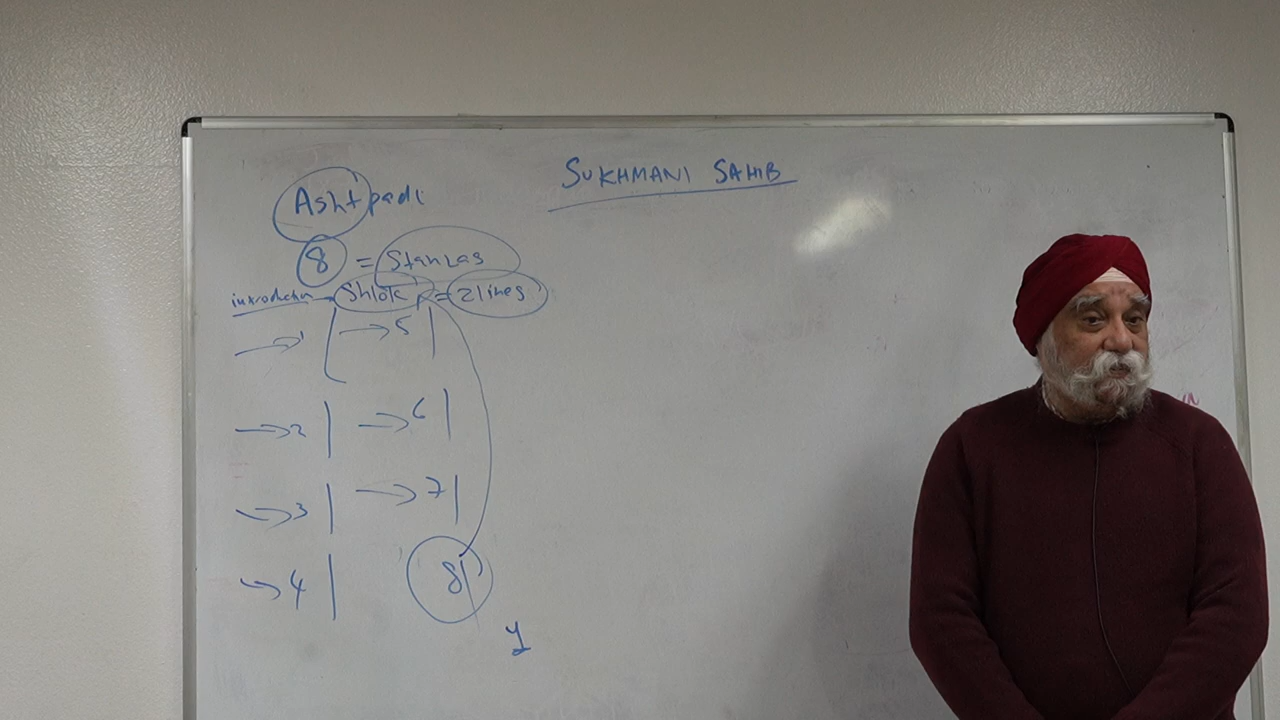 SUKHMANI SAHIB
Ashtpadi
8 = Stanzas
introduction → Shlok = 2 lines
→ 1 → 5
→ 2 → 6
→ 3 → 7
→ 4 8